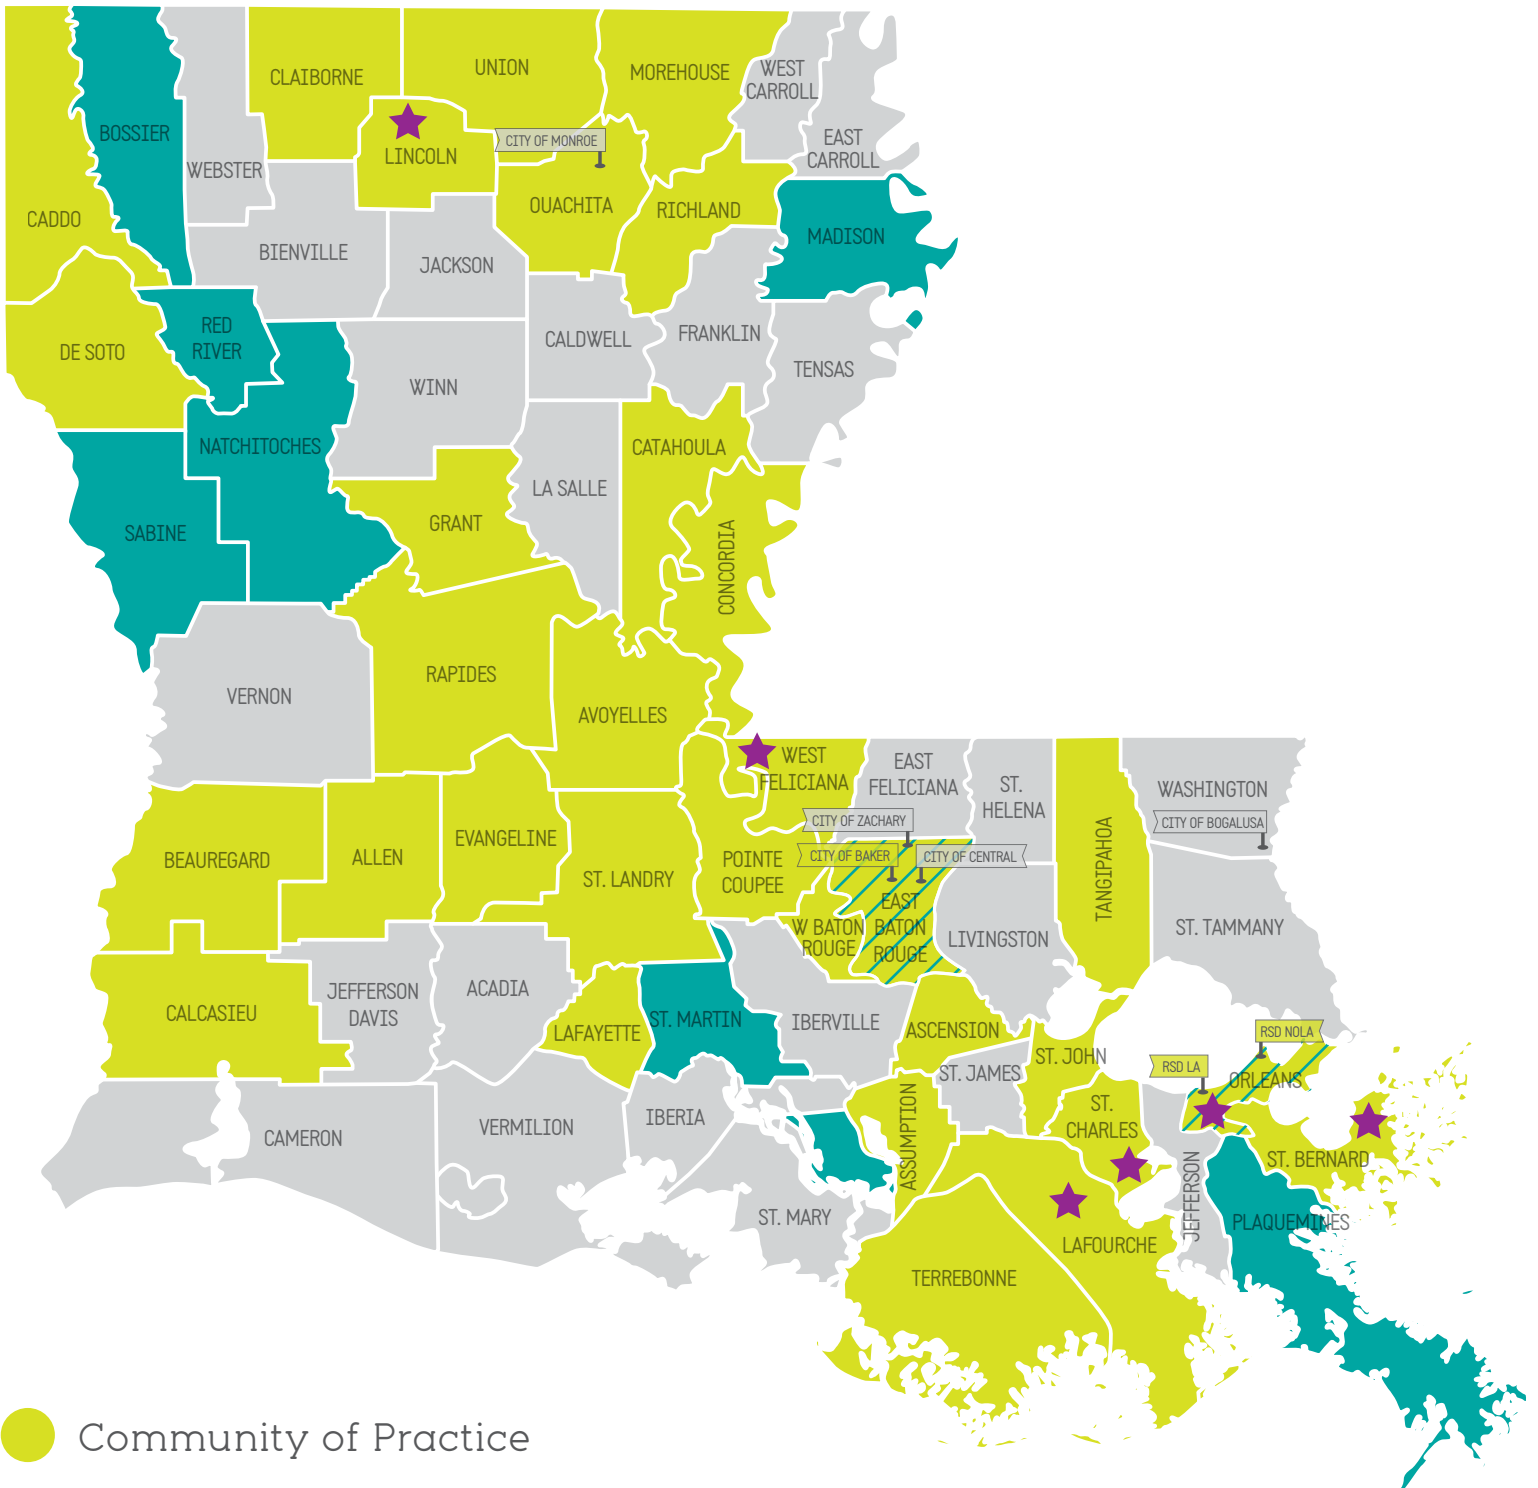 CLAIBORNE
UNION
MOREHOUSE
WEST
CARROLL
EAST
CARROLL
BOSSIER
WEBSTER
LINCOLN
CITY OF MONROE
OUACHITA
RICHLAND
MADISON
CADDO
BIENVILLE
JACKSON
RED
RIVER
DE SOTO
CALDWELL
FRANKLIN
TENSAS
WINN
NATCHITOCHES
CATAHOULA
LA SALLE
SABINE
GRANT
CONCORDIA
RAPIDES
VERNON
AVOYELLES
WEST
FELICIANA
EAST
FELICIANA
ST.
HELENA
WASHINGTON
CITY OF ZACHARY
CITY OF BOGALUSA
CITY OF BAKER
CITY OF CENTRAL
BEAUREGARD
ALLEN
EVANGELINE
ST. LANDRY
POINTE
COUPEE
TANGIPAHOA
EAST
BATON
ROUGE
W BATON
ROUGE
LIVINGSTON
ST. TAMMANY
CALCASIEU
JEFFERSON
DAVIS
ACADIA
LAFAYETTE
ST. MARTIN
IBERVILLE
ASCENSION
ST. JOHN
ST. JAMES
RSD NOLA
RSD LA
ORLEANS
CAMERON
VERMILION
IBERIA
ASSUMPTION
ST.
CHARLES
ST. BERNARD
JEFFERSON
ST. MARY
PLAQUEMINES
LAFOURCHE
TERREBONNE
Community of Practice